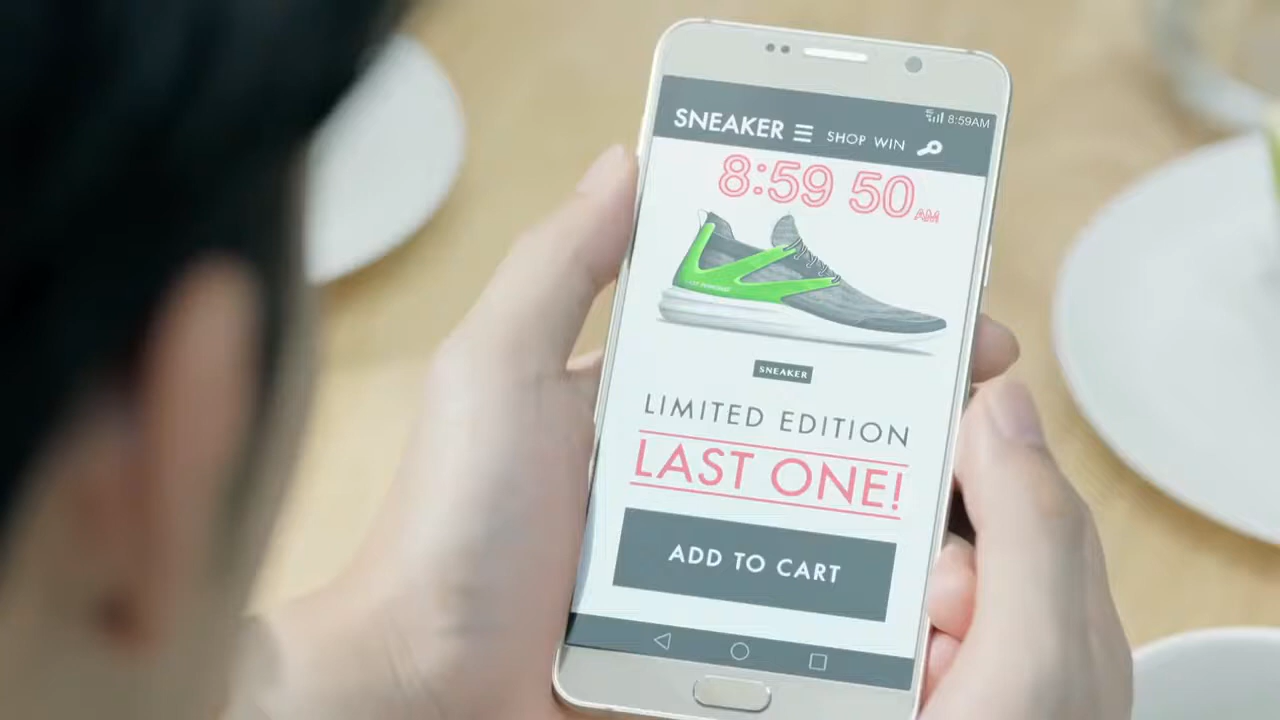 8:59AM
SNEAKER SHOP WIN
8:59 50 AM
SNEAKER
LIMITED EDITION
LAST ONE!
ADD TO CART